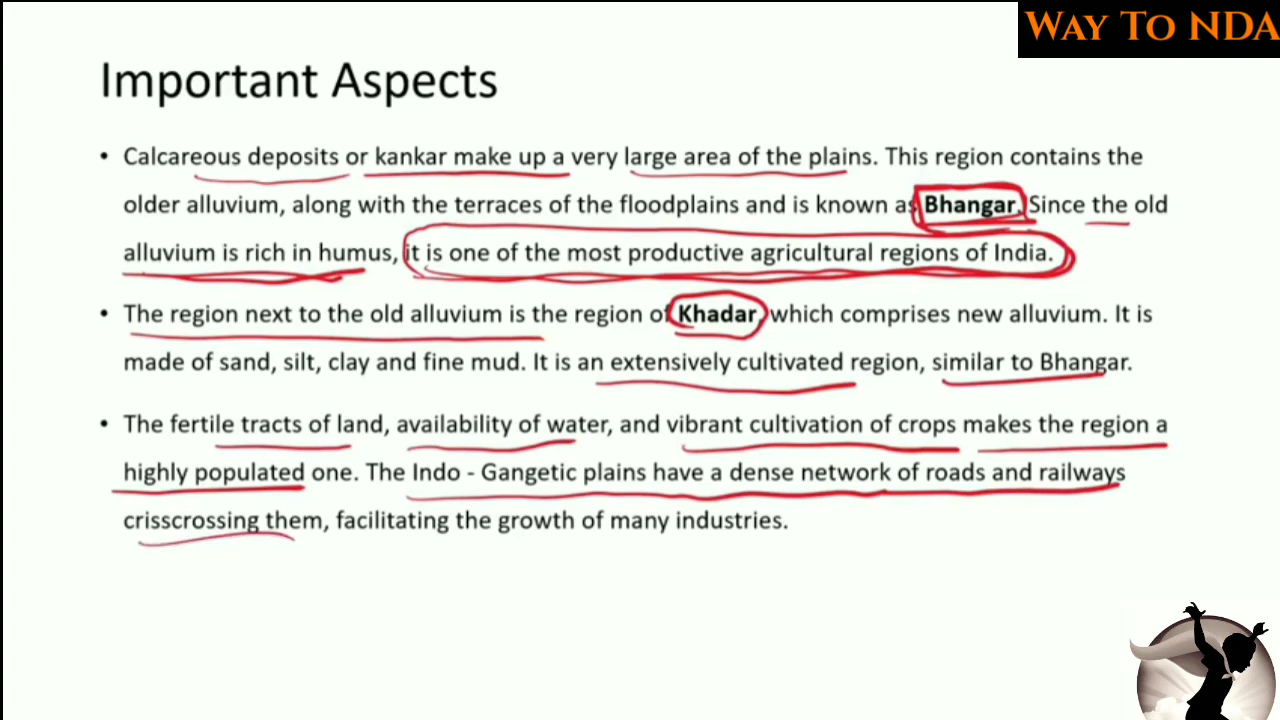 Way To NDA
Important Aspects
• Calcareous deposits or kankar make up a very large area of the plains. This region contains the
older alluvium, along with the terraces of the floodplains and is known as Bhangar. Since the old
alluvium is rich in humus, it is one of the most productive agricultural regions of India.
• The region next to the old alluvium is the region of Khadar, which comprises new alluvium. It is
made of sand, silt, clay and fine mud. It is an extensively cultivated region, similar to Bhangar.
• The fertile tracts of land, availability of water, and vibrant cultivation of crops makes the region a
highly populated one. The Indo - Gangetic plains have a dense network of roads and railways
crisscrossing them, facilitating the growth of many industries.